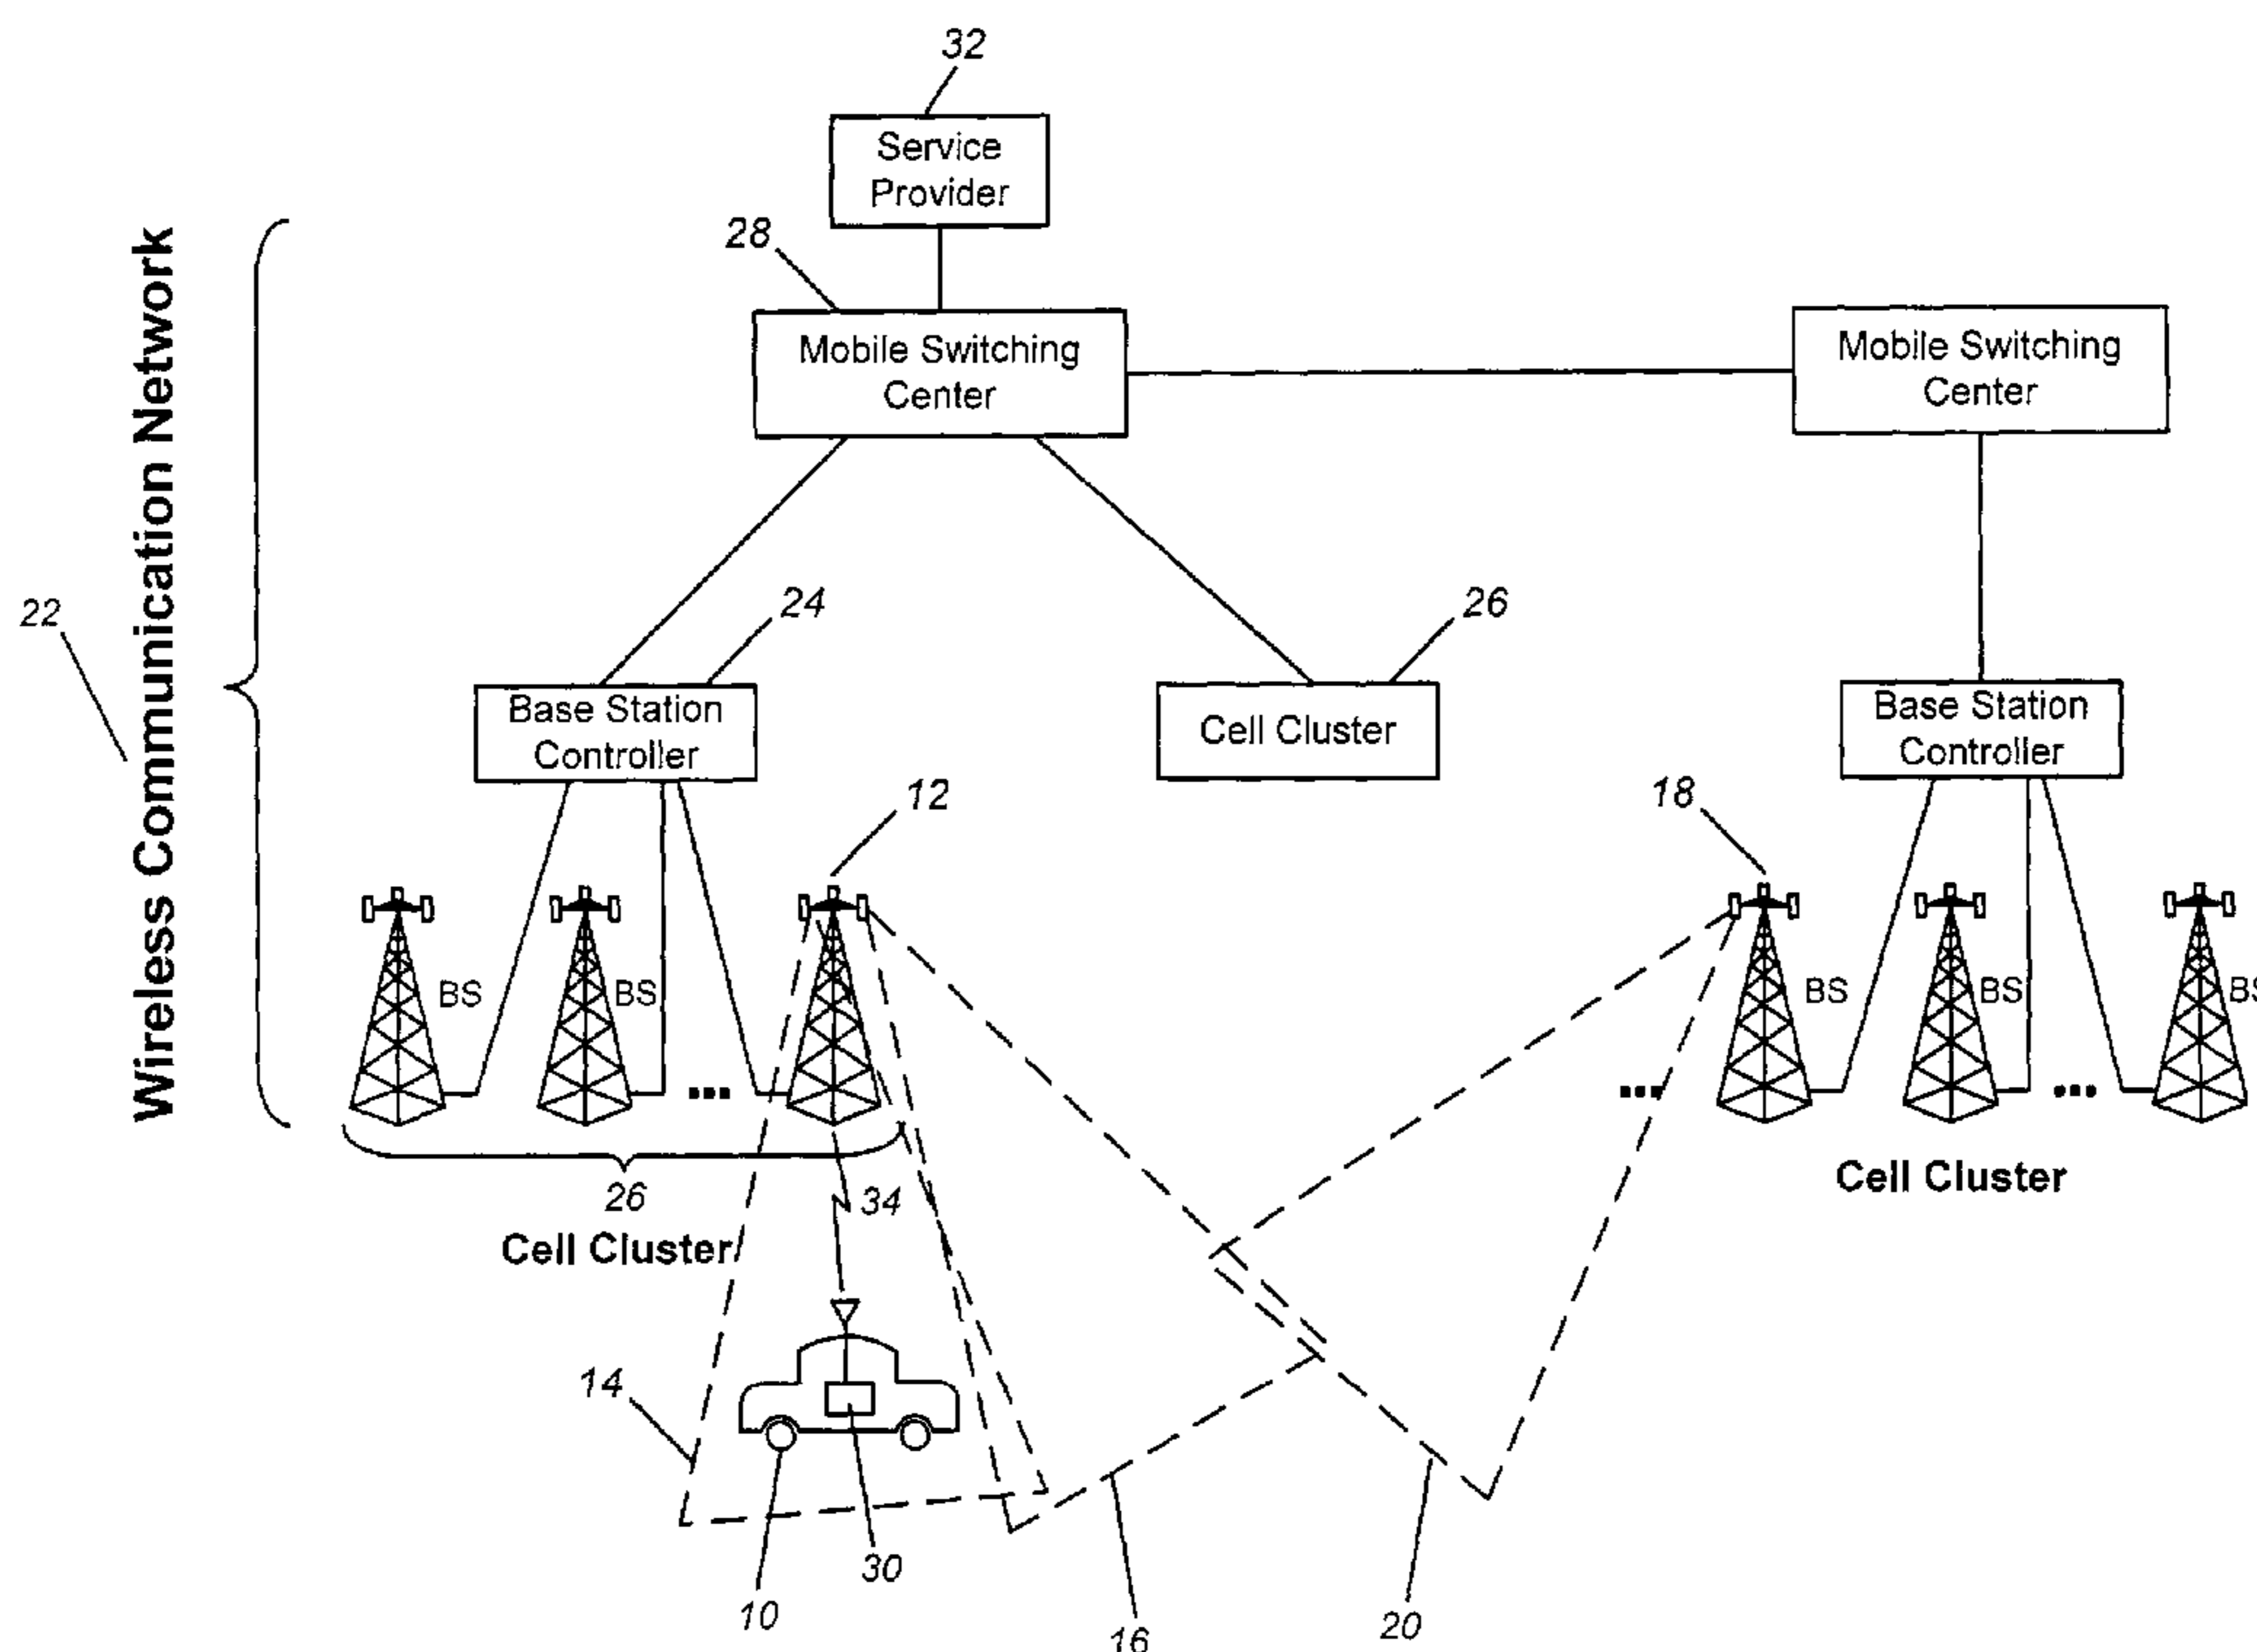 32
Service
Provider
28
Mobile Switching
Center
Mobile Switching
Center
Wireless Communication Network
22
24
26
Base Station
Controller
Cell Cluster
Base Station
Controller
12
18
BS
BS
BS
BS
BS
...
...
...
26
34
Cell Cluster
Cell Cluster
14
30
10
16
20